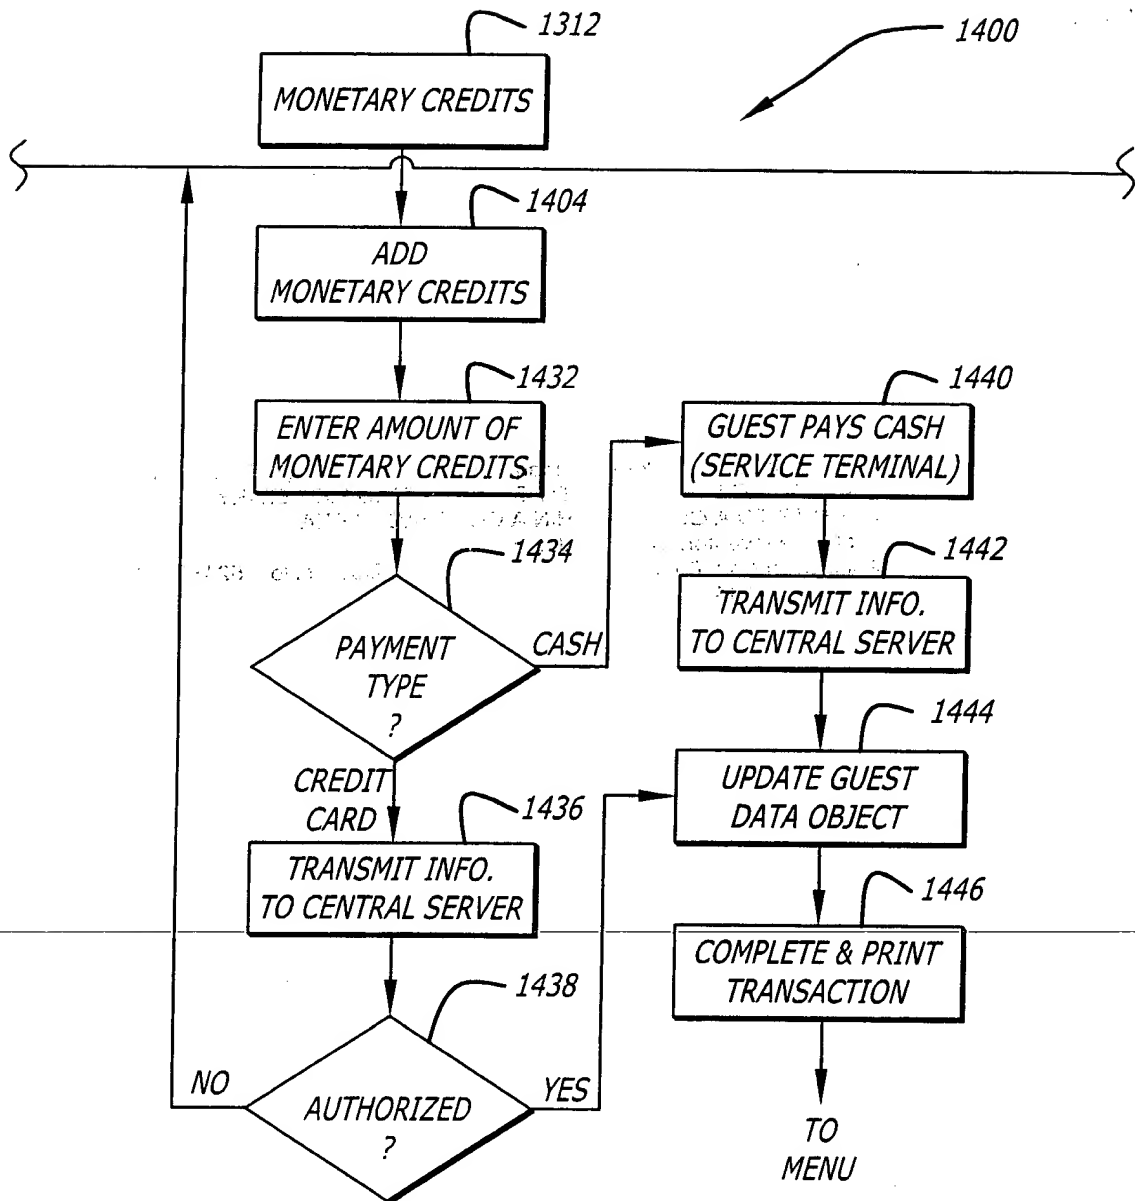 1312
1400
MONETARY CREDITS
1404
ADD
MONETARY CREDITS
1432
ENTER AMOUNT OF
MONETARY CREDITS
1440
GUEST PAYS CASH
(SERVICE TERMINAL)
1434
PAYMENT
TYPE
?
CASH
1442
TRANSMIT INFO.
TO CENTRAL SERVER
CREDIT
CARD
1444
UPDATE GUEST
DATA OBJECT
1436
TRANSMIT INFO.
TO CENTRAL SERVER
1446
COMPLETE & PRINT
TRANSACTION
1438
NO
AUTHORIZED
?
YES
TO
MENU